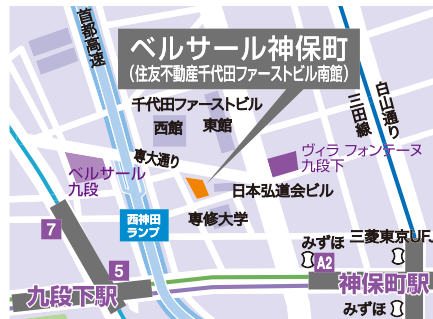 首都高速
ベルサール神保町
（住友不動産千代田ファーストビル南館）
千代田ファーストビル
西館
東館
専大通り
白山通り
三田線
ヴィラ フォンテーヌ
九段下
ベルサール
九段
日本弘道会ビル
専修大学
西神田
ランプ
7
5
みずほ
三菱東京UFJ
A2
九段下駅
神保町駅
みずほ